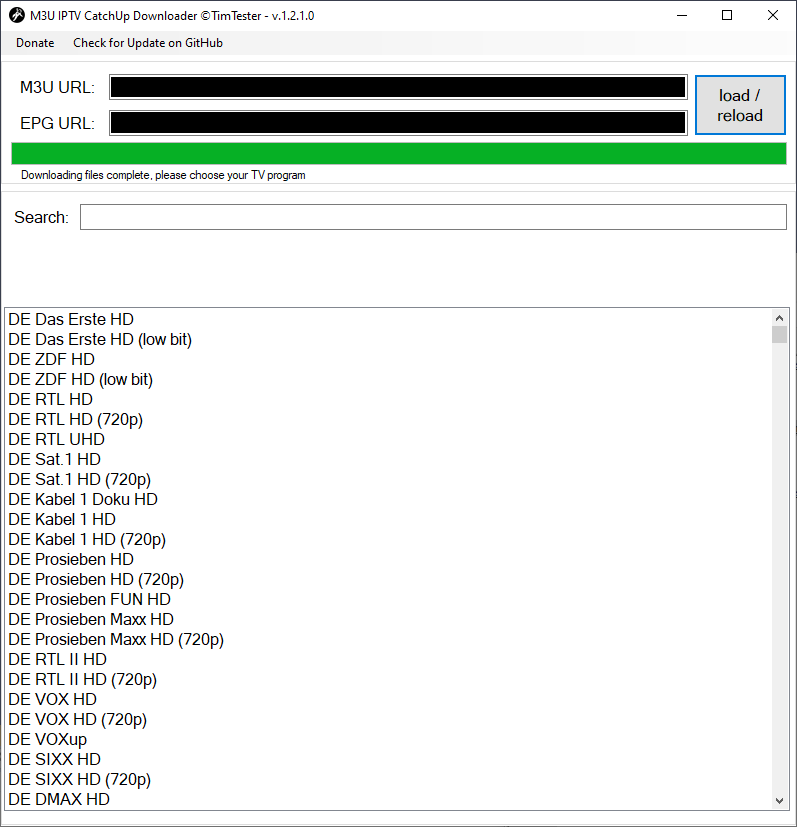 M3U IPTV CatchUp Downloader ©TimTester - v.1.2.1.0
Donate Check for Update on GitHub
M3U URL:
load /
reload
EPG URL:
Downloading files complete, please choose your TV program
Search:
DE Das Erste HD
DE Das Erste HD (low bit)
DE ZDF HD
DE ZDF HD (low bit)
DE RTL HD
DE RTL HD (720p)
DE RTL UHD
DE Sat.1 HD
DE Sat.1 HD (720p)
DE Kabel 1 Doku HD
DE Kabel 1 HD
DE Kabel 1 HD (720p)
DE Prosieben HD
DE Prosieben HD (720p)
DE Prosieben FUN HD
DE Prosieben Maxx HD
DE Prosieben Maxx HD (720p)
DE RTL II HD
DE RTL II HD (720p)
DE VOX HD
DE VOX HD (720p)
DE VOXup
DE SIXX HD
DE SIXX HD (720p)
DE DMAX HD